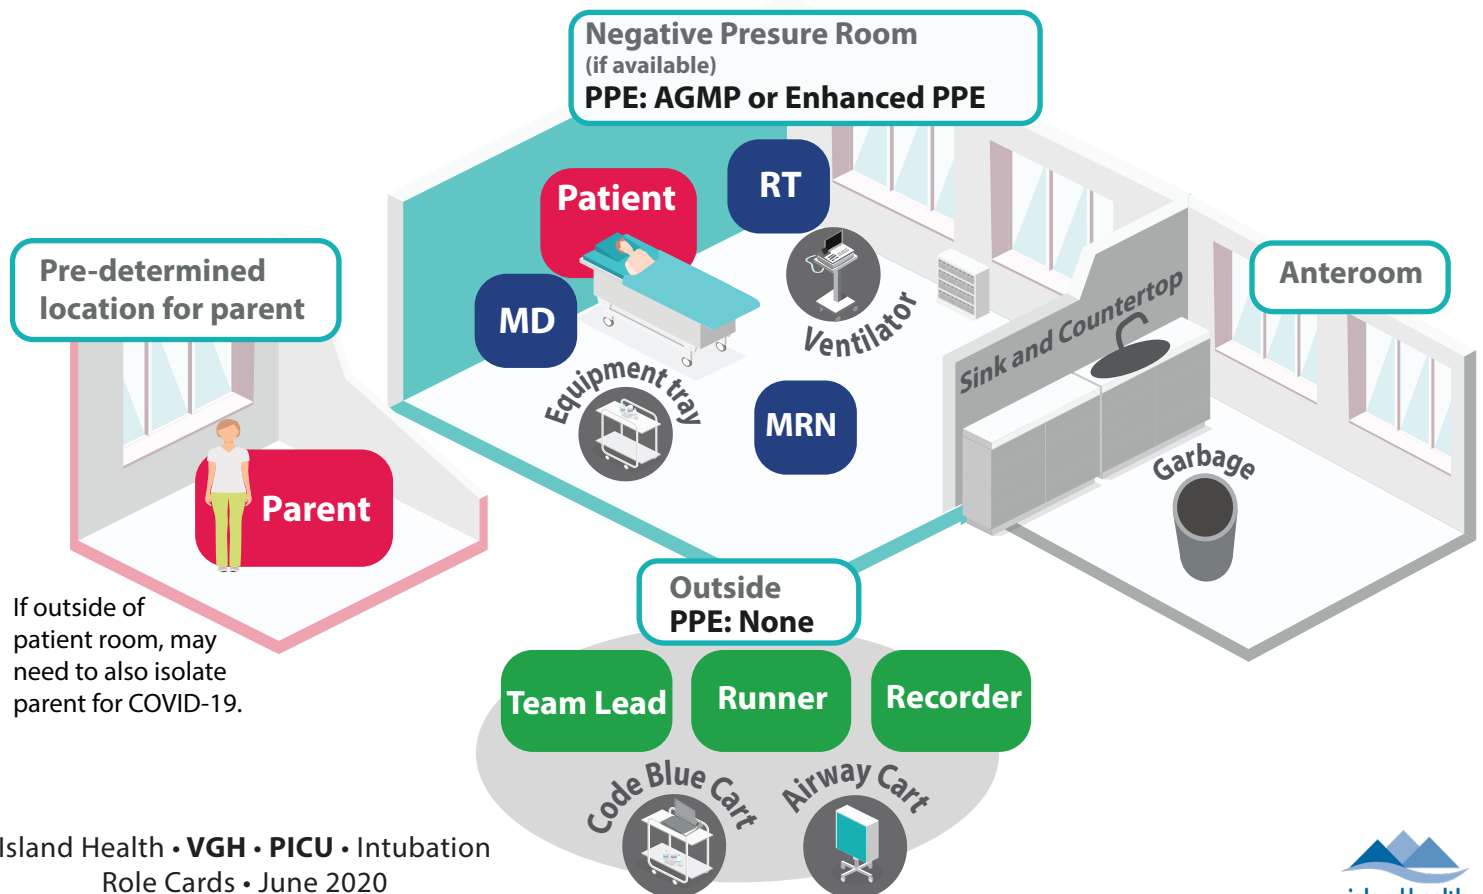 Negative Presure Room
(if available)
PPE: AGMP or Enhanced PPE
Pre-determined
location for parent
Anteroom
Patient
RT
MD
MRN
Ventilator
Equipment tray
Sink and Countertop
Garbage
Parent
If outside of
patient room, may
need to also isolate
parent for COVID-19.
Outside
PPE: None
Team Lead
Runner
Recorder
Code Blue Cart
Airway Cart
Island Health • VGH • PICU • Intubation
Role Cards • June 2020
island health